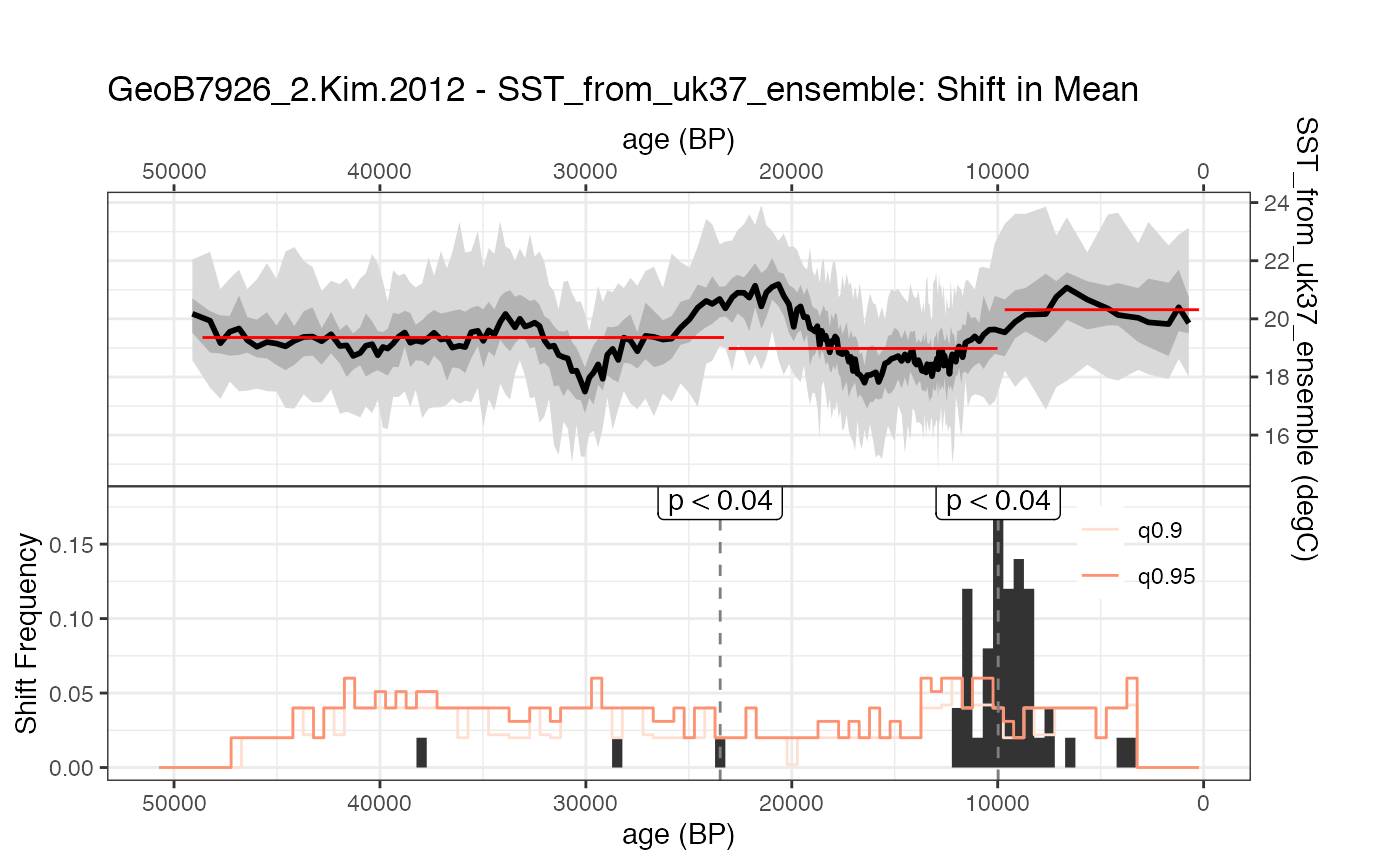 GeoB7926_2.Kim.2012 - SST_from_uk37_ensemble: Shift in Mean
age (BP)
50000 40000 30000 20000 10000 0
24
22
20
18
16
SST_from_uk37_ensemble (degC)
p < 0.04 p < 0.04
q0.9
q0.95
Shift Frequency
0.15
0.10
0.05
0.00
50000 40000 30000 20000 10000 0
age (BP)